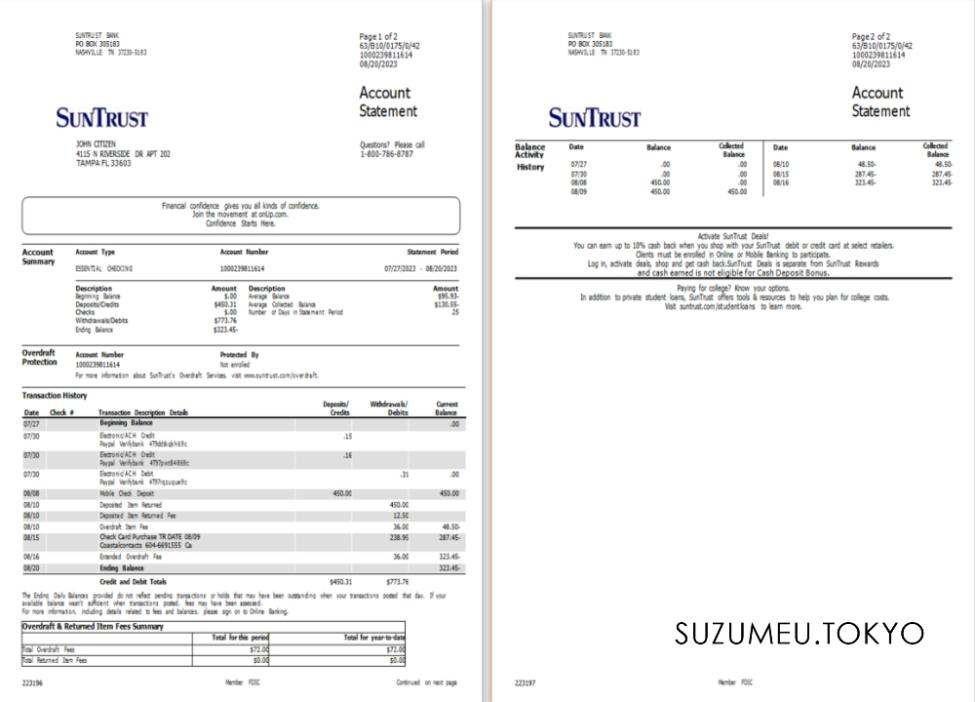 SUNTRUST BANK
PO BOX 305183
NASHVILLE TN 37230-5183
Page 1 of 2
63/B10/0175/0/42
1000239811614
08/20/2023
Account
Statement
SUNTRUST
JOHN CITIZEN
4115 N RIVERSIDE DR APT 202
TAMPA FL 33603
Questions? Please call
1-800-786-8787
Financial confidence gives you all kinds of confidence.
Join the movement at onUp.com.
Confidence Starts Here.
Account Summary
Account Type Account Number Statement Period
ESSENTIAL CHECKING 1000239811614 07/27/2023 - 08/20/2023
Description Amount Description Amount
Beginning Balance $.00 Average Balance $95.93-
Deposits/Credits $450.31 Average Collected Balance $130.55-
Checks $.00 Number of Days in Statement Period 25
Withdrawals/Debits $773.76
Ending Balance $323.45-
Overdraft Protection
Account Number Protected By
1000239811614 Not enrolled
For more information about SunTrust's Overdraft Services, visit www.suntrust.com/overdraft.
Transaction History
Date Check # Transaction Description Details Deposits/Credits Withdrawals/Debits Current Balance
07/27 Beginning Balance .00
07/30 Electronic/ACH Credit .15
Paypal Verifybank
07/30 Electronic/ACH Credit .16
Paypal Verifybank
07/30 Electronic/ACH Debit .31 .00
Paypal Verifybank
08/08 Mobile Check Deposit 450.00 450.00
08/10 Deposited Item Returned 450.00
08/10 Deposited Item Returned Fee 12.50
08/10 Overdraft Item Fee 36.00 48.50-
08/15 Check Card Purchase TR DATE 08/09 238.95 287.45-
Coastalcontacts 604-6691555 Ca
08/16 Extended Overdraft Fee 36.00 323.45-
08/20 Ending Balance 323.45-
Credit and Debit Totals $450.31 $773.76
The Ending Daily Balances provided do not reflect pending transactions or holds that may have been outstanding when your transactions posted that day. If your
available balance wasn't sufficient when transactions posted, fees may have been assessed.
For more information, including details related to fees and balances, please sign on to Online Banking.
Overdraft & Returned Item Fees Summary
Total for this period Total for year-to-date
Total Overdraft Fees $72.00 $72.00
Total Returned Item Fees $0.00 $0.00
223196 Member FDIC Continued on next page
SUNTRUST BANK
PO BOX 305183
NASHVILLE TN 37230-5183
Page 2 of 2
63/B10/0175/0/42
1000239811614
08/20/2023
Account
Statement
SUNTRUST
Balance Activity History
Date Balance Collected Balance Date Balance Collected Balance
07/27 .00 .00 08/10 48.50- 48.50-
07/30 .00 .00 08/15 287.45- 287.45-
08/08 450.00 .00 08/16 323.45- 323.45-
08/09 450.00 450.00
Activate SunTrust Deals!
You can earn up to 10% cash back when you shop with your SunTrust debit or credit card at select retailers.
Clients must be enrolled in Online or Mobile Banking to participate.
Log in, activate deals, shop and get cash back.SunTrust Deals is separate from SunTrust Rewards
and cash earned is not eligible for Cash Deposit Bonus.
Paying for college? Know your options.
In addition to private student loans, SunTrust offers tools & resources to help you plan for college costs.
Visit suntrust.com/studentloans to learn more.
SUZUMEU.TOKYO
223197 Member FDIC